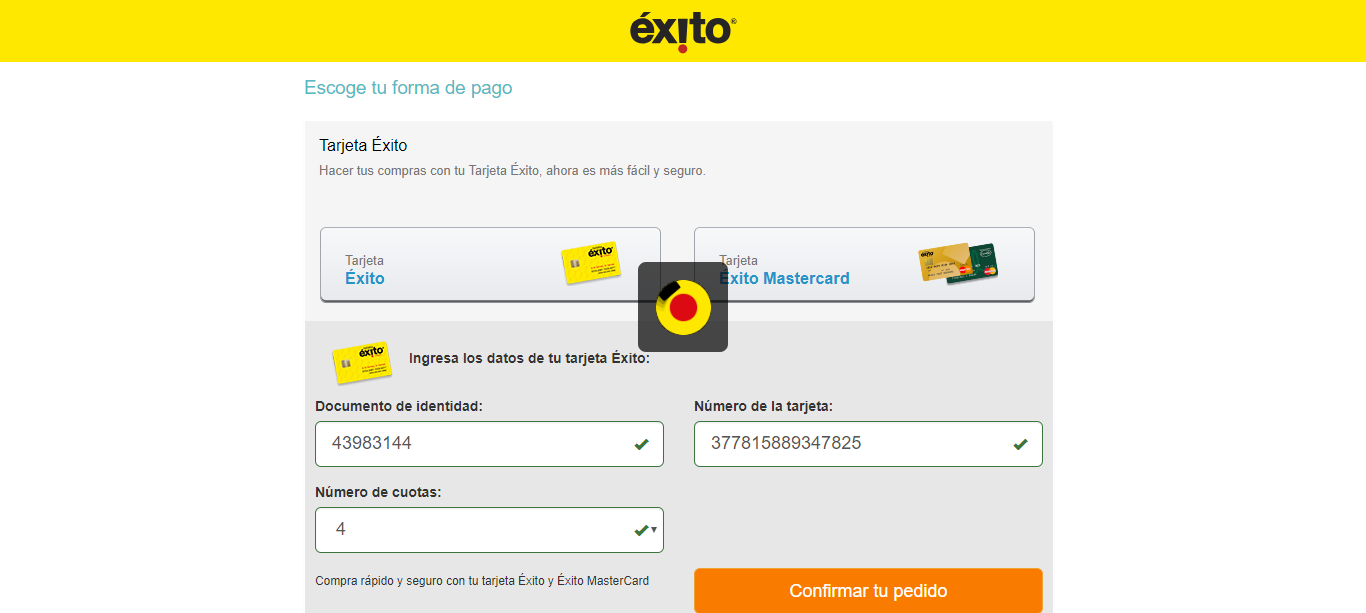 éxito®
Escoge tu forma de pago
Tarjeta Éxito
Hacer tus compras con tu Tarjeta Éxito, ahora es más fácil y seguro.
Tarjeta
Éxito
éxito
Tarjeta
Éxito Mastercard
éxito
éxito
Ingresa los datos de tu tarjeta Éxito:
Documento de identidad:
Número de la tarjeta:
43983144
377815889347825
Número de cuotas:
4
Compra rápido y seguro con tu tarjeta Éxito y Éxito MasterCard
Confirmar tu pedido